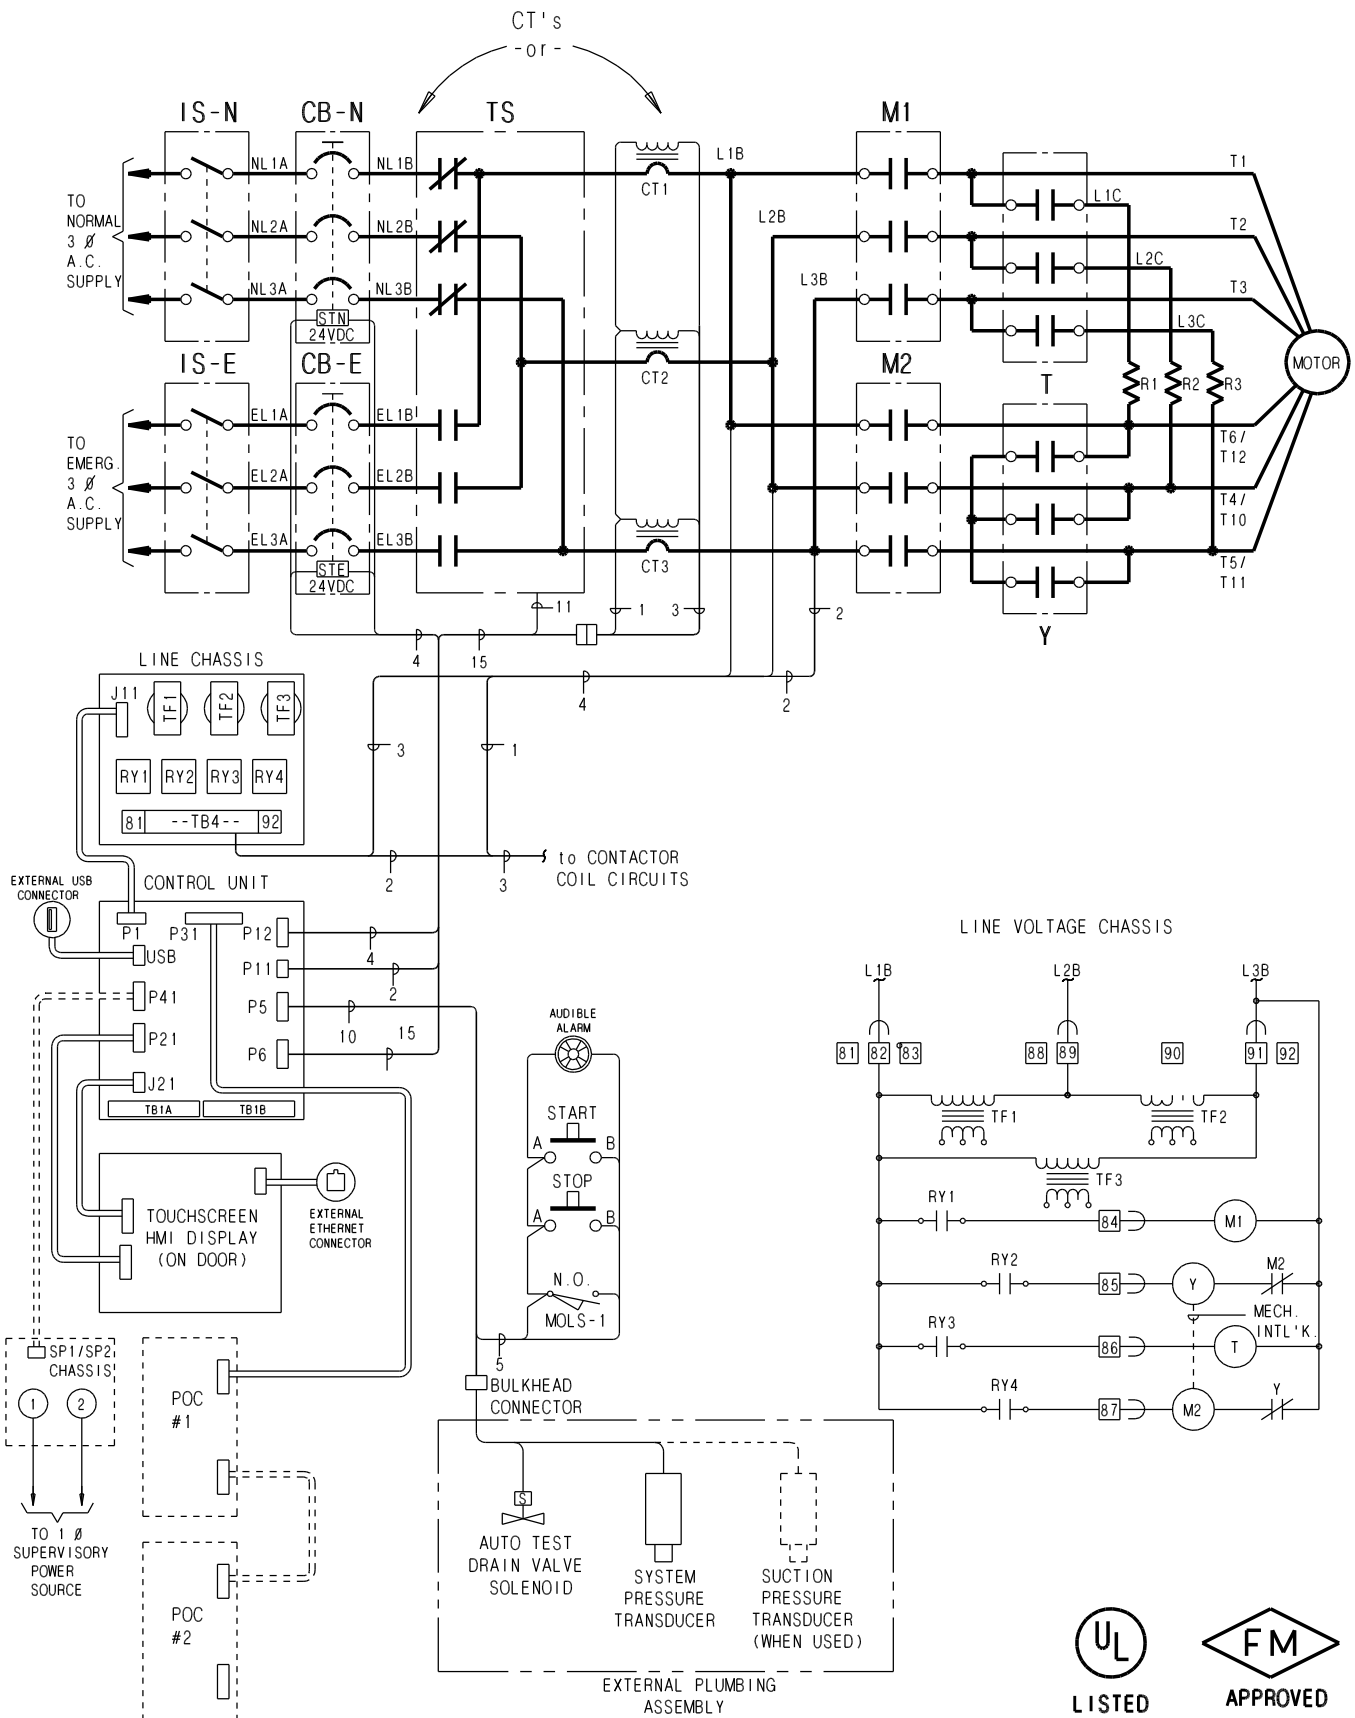 CT's
-or-
IS-N
CB-N
TS
M1
NL1A
NL1B
L1B
T1
CT1
L1C
TO
NORMAL
3 Ø
A.C.
SUPPLY
NL2A
NL2B
L2B
T2
L2C
NL3A
NL3B
L3B
T3
L3C
STN
24VDC
IS-E
CB-E
CT2
M2
MOTOR
T
R1
R2
R3
EL1A
EL1B
TO
EMERG.
3 Ø
A.C.
SUPPLY
T6/
T12
EL2A
EL2B
T4/
T10
EL3A
EL3B
CT3
T5/
T11
STE
24VDC
11
1
3
2
Y
4
15
4
2
LINE CHASSIS
J11
TF1
TF2
TF3
3
1
RY1
RY2
RY3
RY4
81
--TB4--
92
2
3
to CONTACTOR
COIL CIRCUITS
EXTERNAL USB
CONNECTOR
CONTROL UNIT
P1
P31
P12
4
USB
P11
2
P41
P5
10
15
P21
P6
J21
TB1A
TB1B
AUDIBLE
ALARM
START
A
B
STOP
A
B
N.O.
MOLS-1
5
TOUCHSCREEN
HMI DISPLAY
(ON DOOR)
EXTERNAL
ETHERNET
CONNECTOR
SP1/SP2
CHASSIS
1
2
TO 1 Ø
SUPERVISORY
POWER
SOURCE
POC
#1
POC
#2
BULKHEAD
CONNECTOR
S
AUTO TEST
DRAIN VALVE
SOLENOID
SYSTEM
PRESSURE
TRANSDUCER
SUCTION
PRESSURE
TRANSDUCER
(WHEN USED)
EXTERNAL PLUMBING
ASSEMBLY
LINE VOLTAGE CHASSIS
L1B
L2B
L3B
81
82
83
88
89
90
91
92
TF1
TF2
TF3
RY1
84
M1
RY2
85
Y
M2
MECH.
INTL'K.
RY3
86
T
RY4
87
M2
Y
UL
LISTED
FM
APPROVED